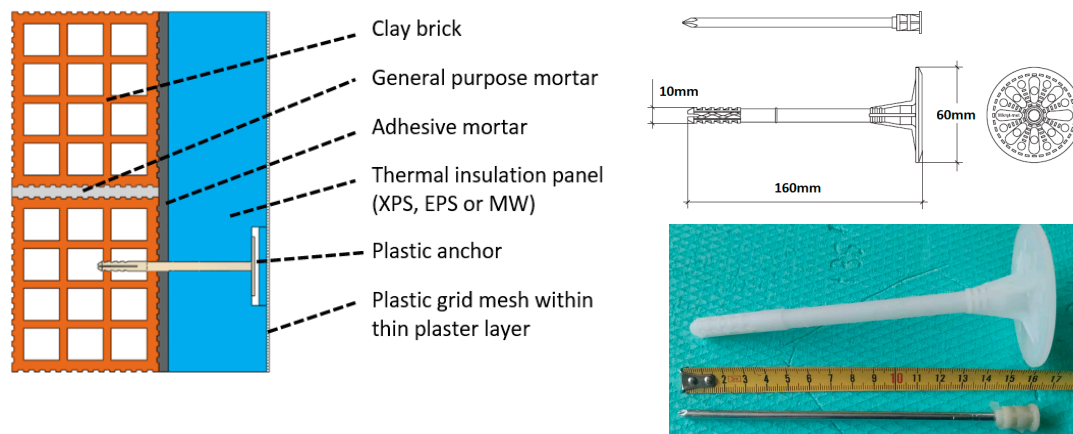 Clay brick
General purpose mortar
Adhesive mortar
Thermal insulation panel
(XPS, EPS or MW)
Plastic anchor
Plastic grid mesh within
thin plaster layer
10mm
60mm
160mm
2 3 4 5 6 7 8 9 10 11 12 13 14 15 16 17